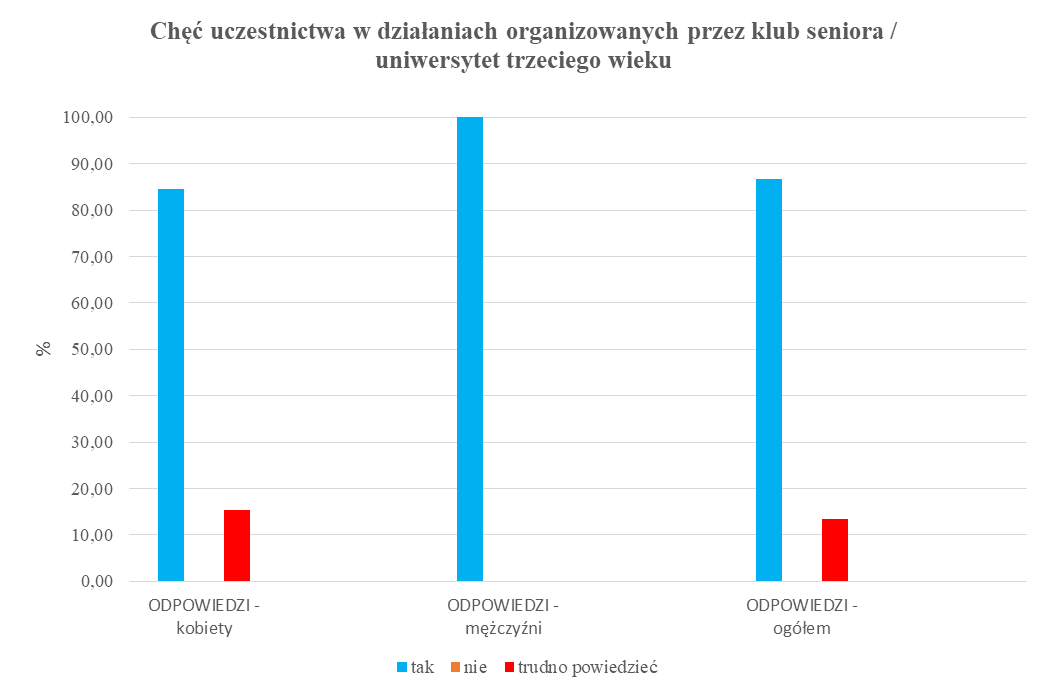 Chęć uczestnictwa w działaniach organizowanych przez klub seniora /
uniwersytet trzeciego wieku
100,00
90,00
80,00
70,00
60,00
50,00
40,00
30,00
20,00
10,00
0,00
%
ODPOWIEDZI -
kobiety
ODPOWIEDZI -
mężczyźni
ODPOWIEDZI -
ogółem
tak nie trudno powiedzieć